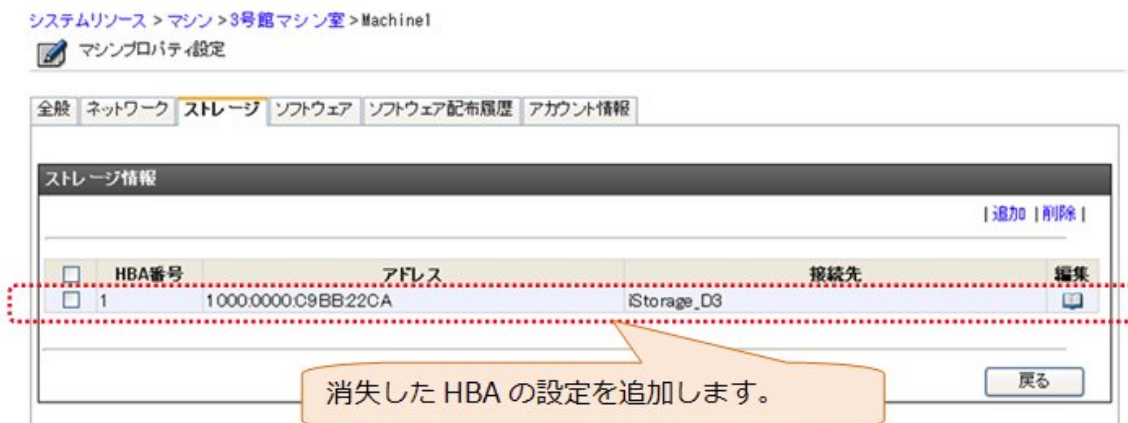 システムリソース > マシン > 3号館マシン室 > Machine1
マシンプロパティ設定
全般 ネットワーク ストレージ ソフトウェア ソフトウェア配布履歴 アカウント情報
ストレージ情報
| 追加 | 削除 |
HBA番号 アドレス 接続先 編集
1 1000:0000:C9BB:22CA iStorage_D3
消失した HBA の設定を追加します。
戻る